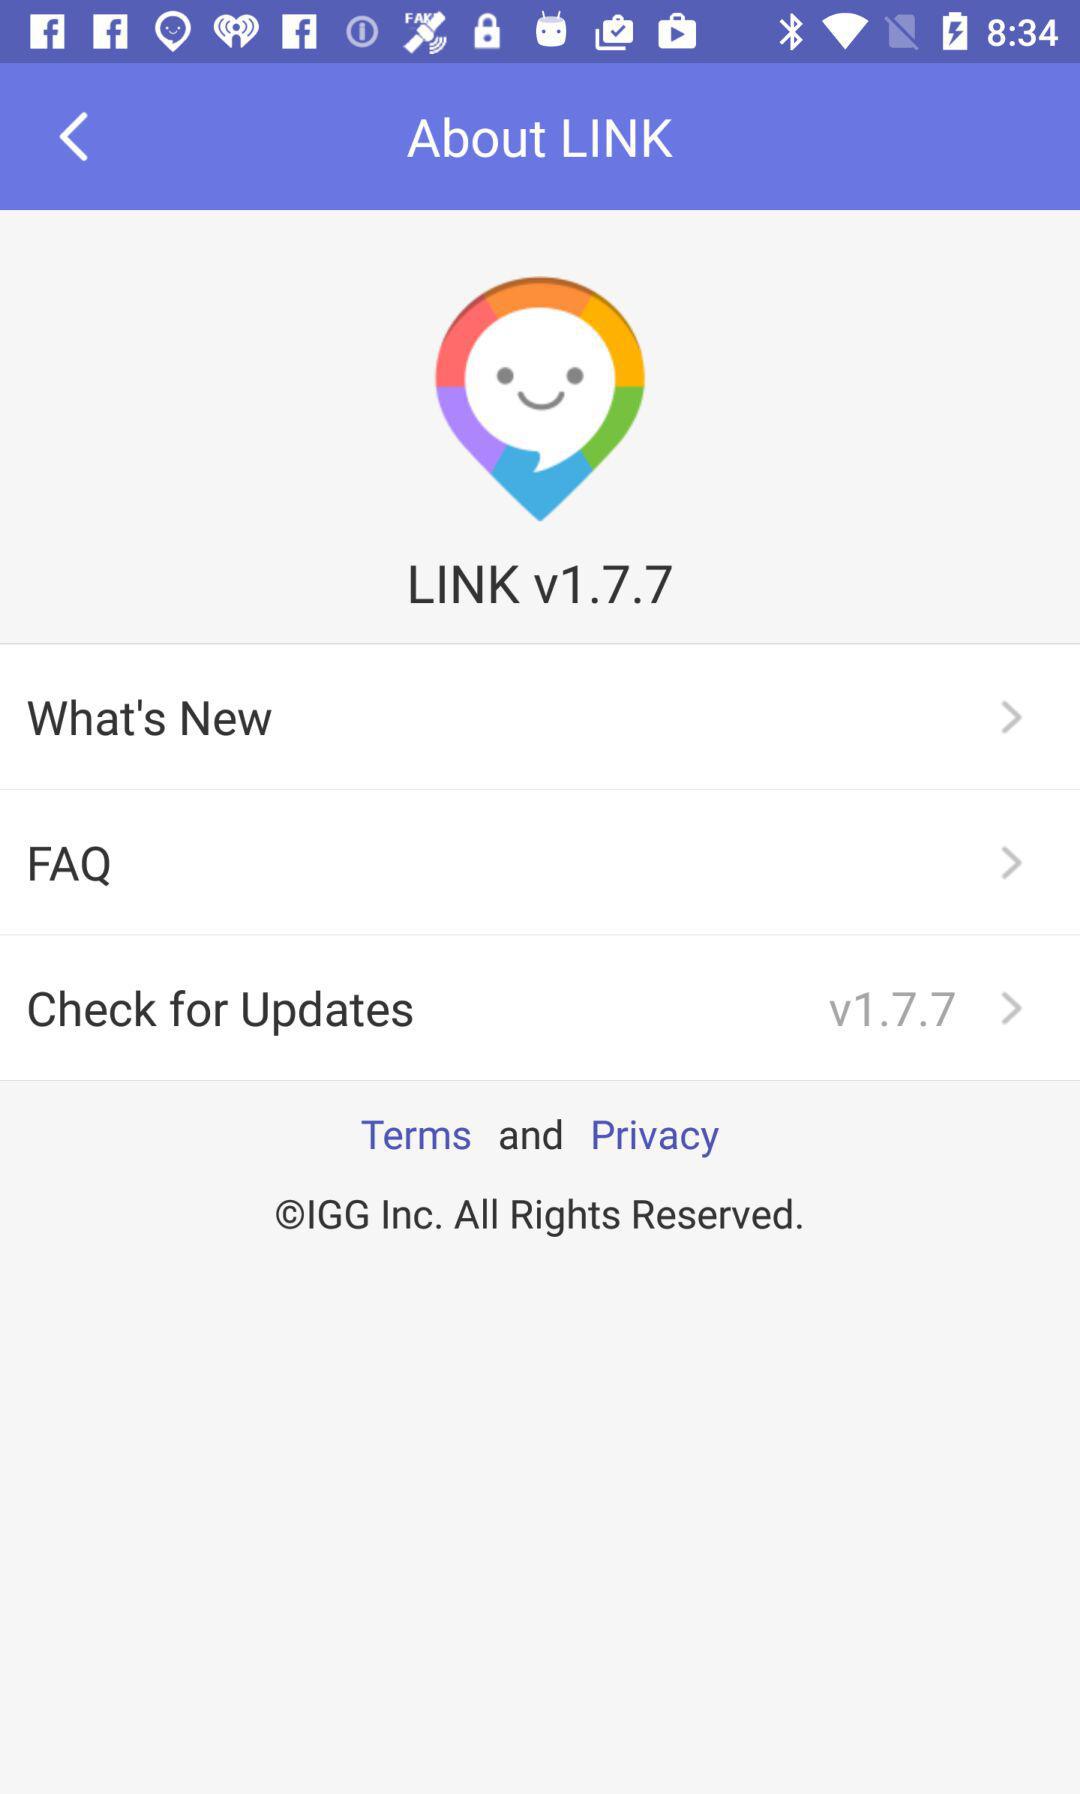 FAKE 8:34
About LINK
LINK v1.7.7
What's New
FAQ
Check for Updates v1.7.7
Terms and Privacy
©IGG Inc. All Rights Reserved.